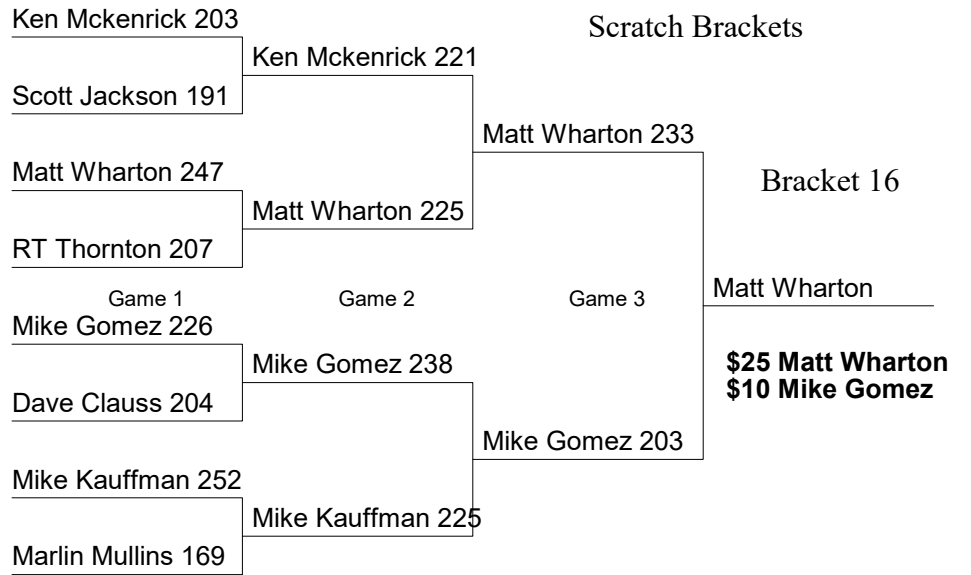 Ken Mckenrick 203
Scratch Brackets
Ken Mckenrick 221
Scott Jackson 191
Matt Wharton 233
Matt Wharton 247
Bracket 16
Matt Wharton 225
RT Thornton 207
Game 1
Game 2
Game 3
Matt Wharton
Mike Gomez 226
Mike Gomez 238
$25 Matt Wharton
$10 Mike Gomez
Dave Clauss 204
Mike Gomez 203
Mike Kauffman 252
Mike Kauffman 225
Marlin Mullins 169